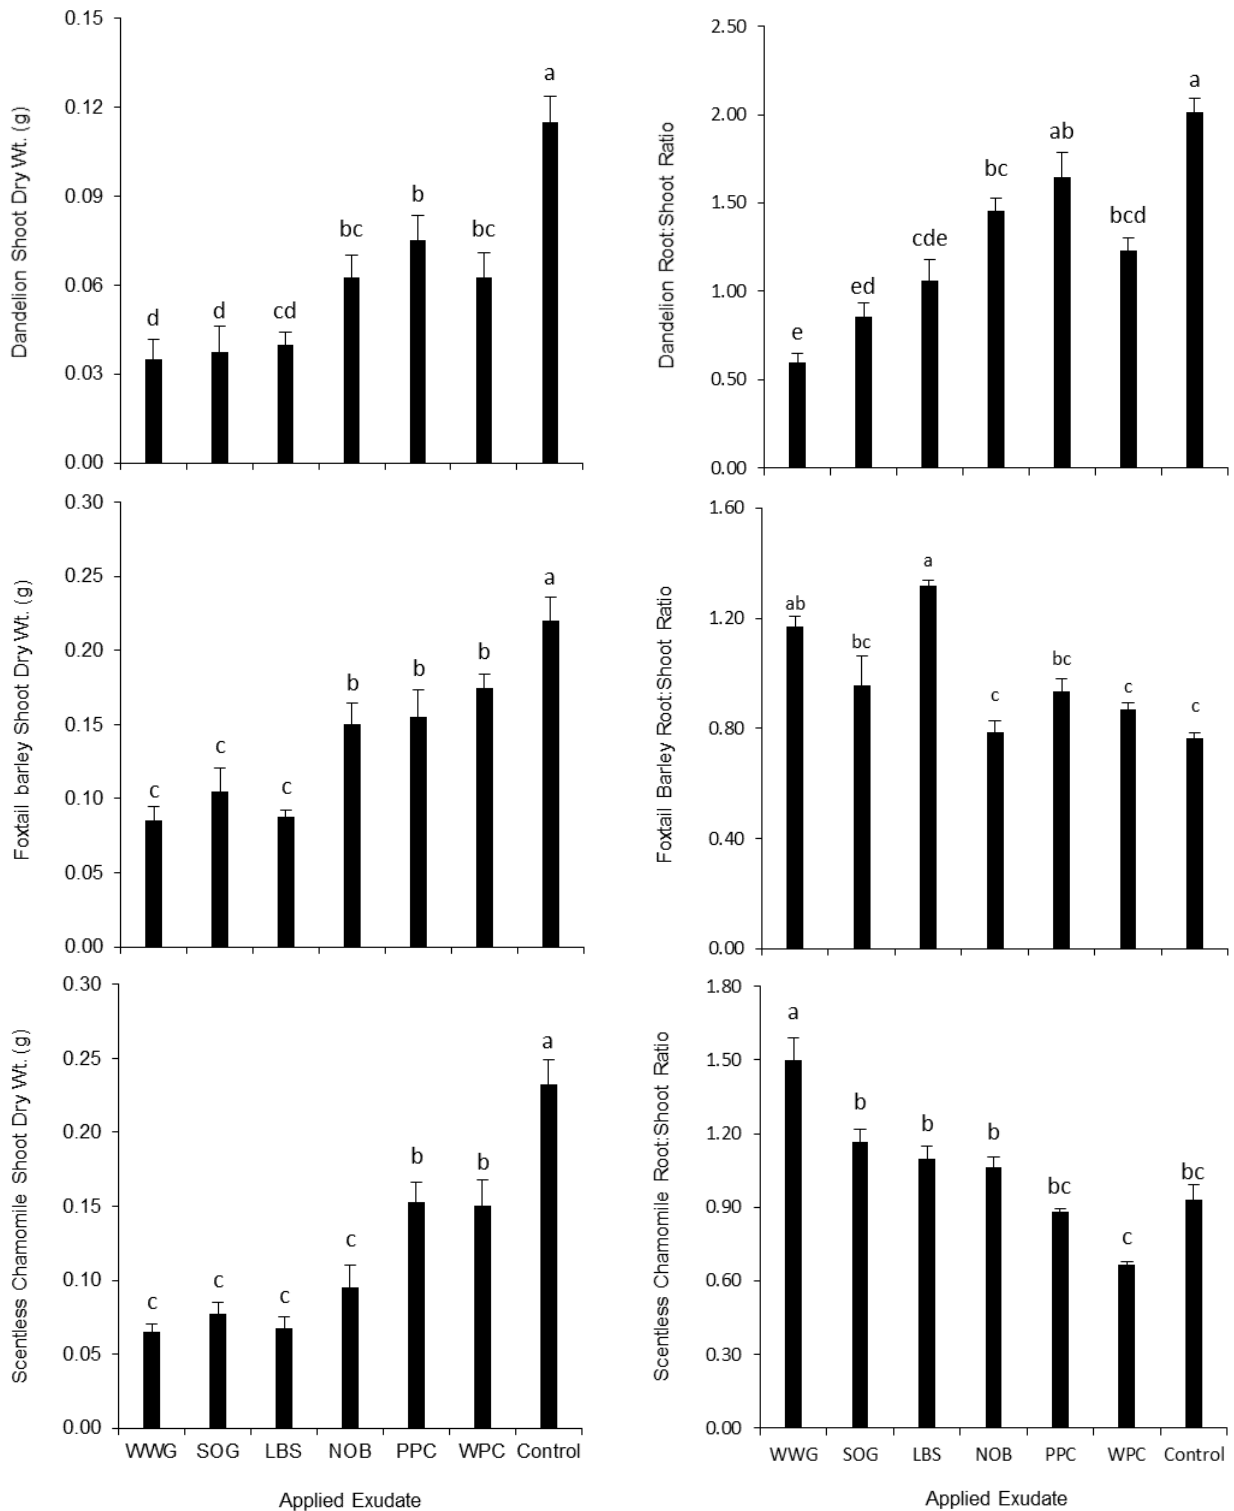 Dandelion Shoot Dry Wt. (g)
0.15
0.12
0.09
0.06
0.03
0.00
d
d
cd
bc
b
bc
a
Dandelion Root:Shoot Ratio
2.50
2.00
1.50
1.00
0.50
0.00
e
ed
cde
bc
ab
bcd
a
Foxtail barley Shoot Dry Wt. (g)
0.30
0.25
0.20
0.15
0.10
0.05
0.00
c
c
c
b
b
b
a
Foxtail Barley Root:Shoot Ratio
1.60
1.20
0.80
0.40
0.00
ab
bc
a
c
bc
c
c
Scentless Chamomile Shoot Dry Wt. (g)
0.30
0.25
0.20
0.15
0.10
0.05
0.00
c
c
c
c
b
b
a
WWG SOG LBS NOB PPC WPC Control
Applied Exudate
Scentless Chamomile Root:Shoot Ratio
1.80
1.50
1.20
0.90
0.60
0.30
0.00
a
b
b
b
bc
c
bc
WWG SOG LBS NOB PPC WPC Control
Applied Exudate